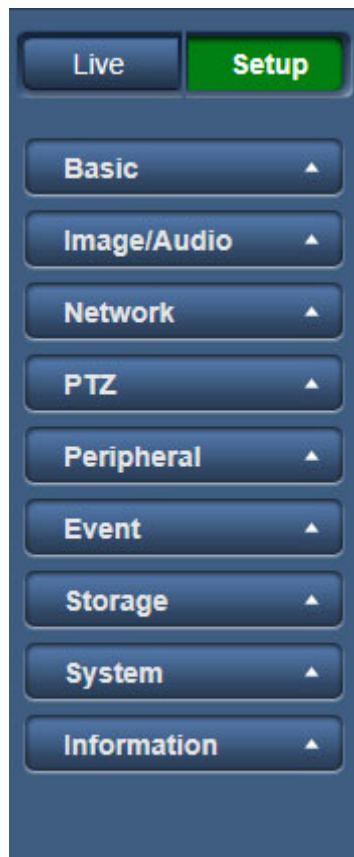 Live Setup
Basic
Image/Audio
Network
PTZ
Peripheral
Event
Storage
System
Information